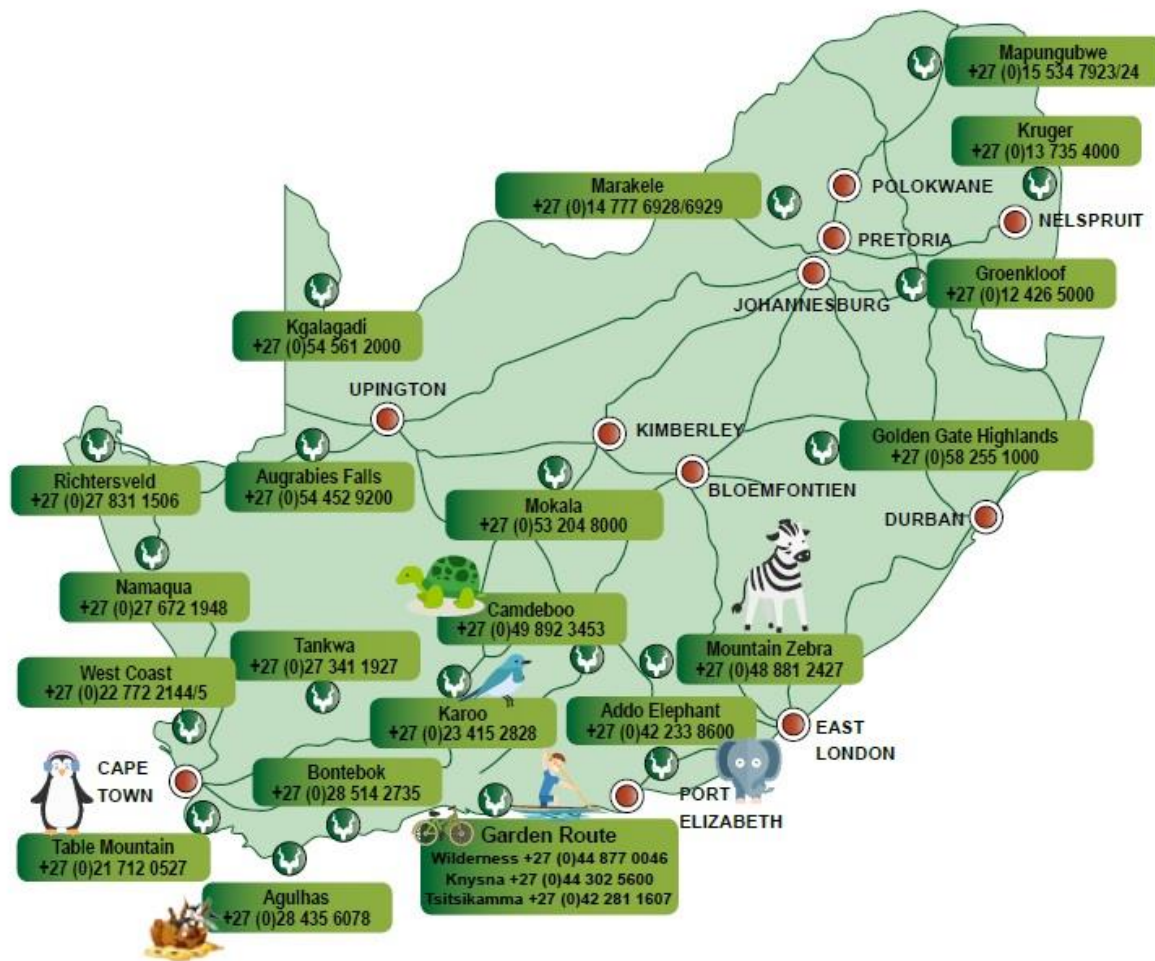 Mapungubwe
+27 (0)15 534 7923/24
Kruger
+27 (0)13 735 4000
Marakele
+27 (0)14 777 6928/6929
POLOKWANE
NELSPRUIT
PRETORIA
Groenkloof
+27 (0)12 426 5000
JOHANNESBURG
Kgalagadi
+27 (0)54 561 2000
UPINGTON
KIMBERLEY
Golden Gate Highlands
+27 (0)58 255 1000
Richtersveld
+27 (0)27 831 1506
Augrabies Falls
+27 (0)54 452 9200
BLOEMFONTIEN
Mokala
+27 (0)53 204 8000
DURBAN
Namaqua
+27 (0)27 672 1948
Camdeboo
+27 (0)49 892 3453
Tankwa
+27 (0)27 341 1927
Mountain Zebra
+27 (0)48 881 2427
West Coast
+27 (0)22 772 2144/5
Karoo
+27 (0)23 415 2828
Addo Elephant
+27 (0)42 233 8600
EAST
LONDON
CAPE
TOWN
Bontebok
+27 (0)28 514 2735
PORT
ELIZABETH
Table Mountain
+27 (0)21 712 0527
Garden Route
Wilderness +27 (0)44 877 0046
Knysna +27 (0)44 302 5600
Tsitsikamma +27 (0)42 281 1607
Agulhas
+27 (0)28 435 6078